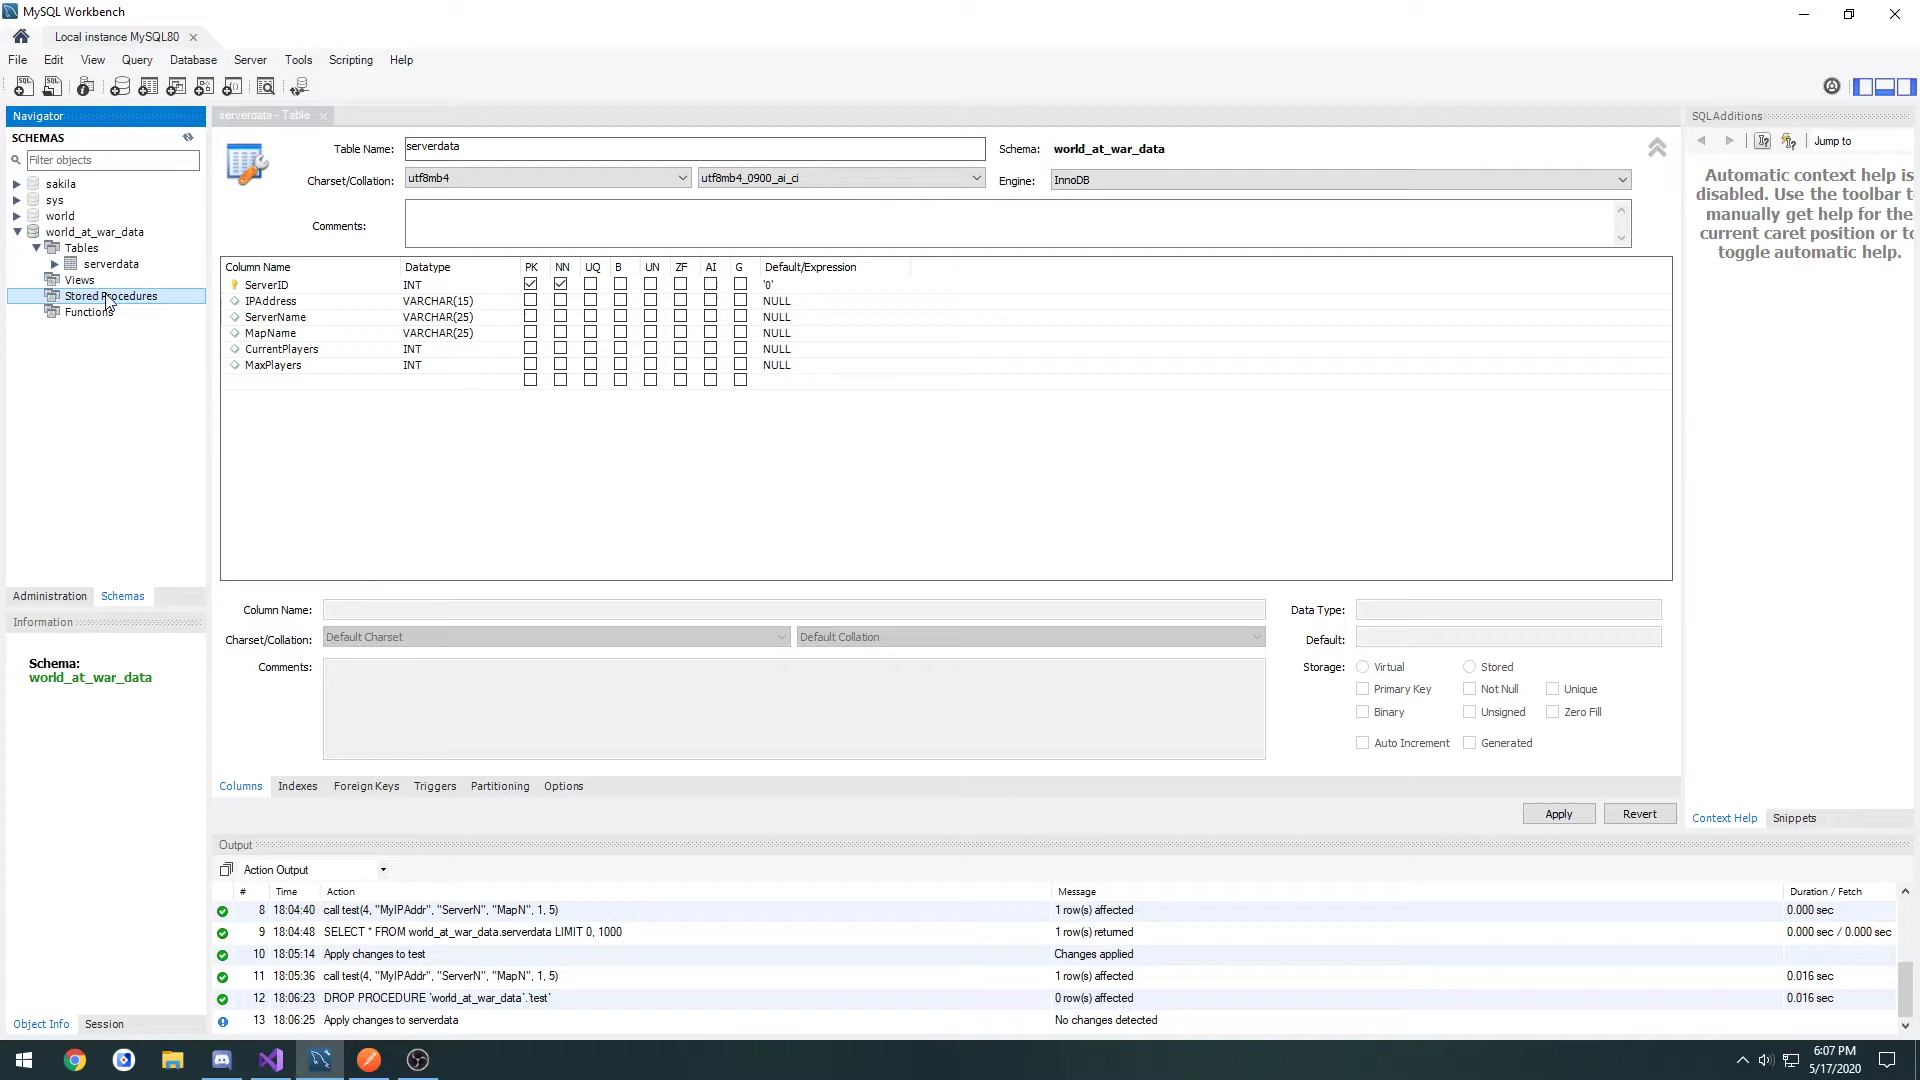 MySQL Workbench
Local instance MySQL80
File Edit View Query Database Server Tools Scripting Help
Navigator
SCHEMAS
Filter objects
sakila
sys
world
world_at_war_data
Tables
serverdata
Views
Stored Procedures
Functions
Administration Schemas
Information
Schema:
world_at_war_data
Object Info Session
serverdata - Table
Table Name: serverdata Schema: world_at_war_data
Charset/Collation: utf8mb4 utf8mb4_0900_ai_ci Engine: InnoDB
Comments:
Column Name Datatype PK NN UQ B UN ZF AI G Default/Expression
ServerID INT '0'
IPAddress VARCHAR(15) NULL
ServerName VARCHAR(25) NULL
MapName VARCHAR(25) NULL
CurrentPlayers INT NULL
MaxPlayers INT NULL
Column Name: Data Type:
Charset/Collation: Default Charset Default Collation Default:
Comments: Storage: Virtual Stored
Primary Key Not Null Unique
Binary Unsigned Zero Fill
Auto Increment Generated
Columns Indexes Foreign Keys Triggers Partitioning Options
Apply Revert
SQLAdditions
Jump to
Automatic context help is
disabled. Use the toolbar t
manually get help for the
current caret position or to
toggle automatic help.
Context Help Snippets
Output
Action Output
# Time Action Message Duration / Fetch
8 18:04:40 call test(4, "MyIPAddr", "ServerN", "MapN", 1, 5) 1 row(s) affected 0.000 sec
9 18:04:48 SELECT * FROM world_at_war_data.serverdata LIMIT 0, 1000 1 row(s) returned 0.000 sec / 0.000 sec
10 18:05:14 Apply changes to test Changes applied
11 18:05:36 call test(4, "MyIPAddr", "ServerN", "MapN", 1, 5) 1 row(s) affected 0.016 sec
12 18:06:23 DROP PROCEDURE `world_at_war_data`.`test` 0 row(s) affected 0.016 sec
13 18:06:25 Apply changes to serverdata No changes detected
6:07 PM
5/17/2020